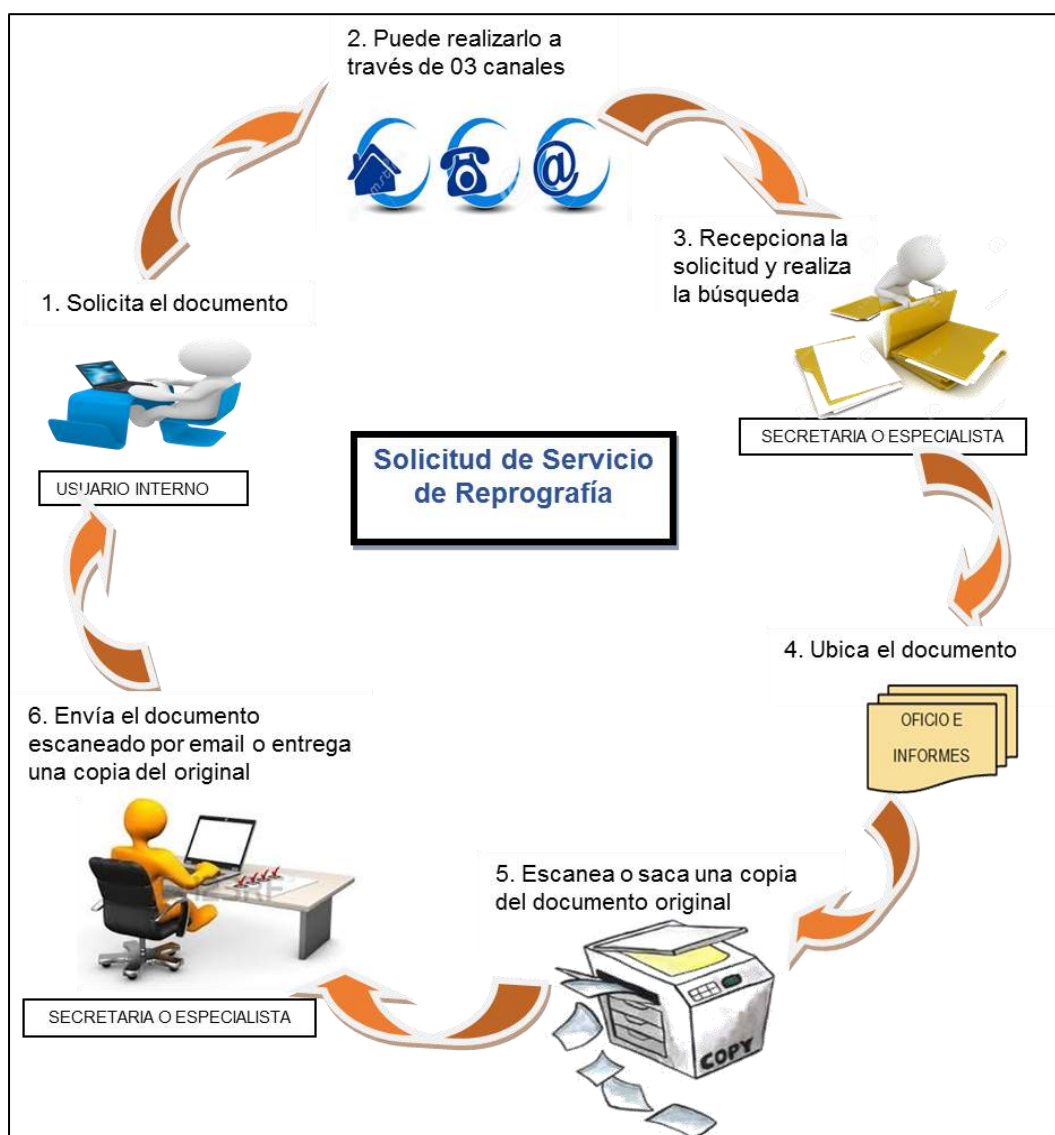 2. Puede realizarlo a
través de 03 canales
3. Recepciona la
solicitud y realiza
la búsqueda
1. Solicita el documento
SECRETARIA O ESPECIALISTA
Solicitud de Servicio
de Reprografía
USUARIO INTERNO
4. Ubica el documento
OFICIO E
INFORMES
6. Envía el documento
escaneado por email o entrega
una copia del original
5. Escanea o saca una copia
del documento original
COPY
SECRETARIA O ESPECIALISTA